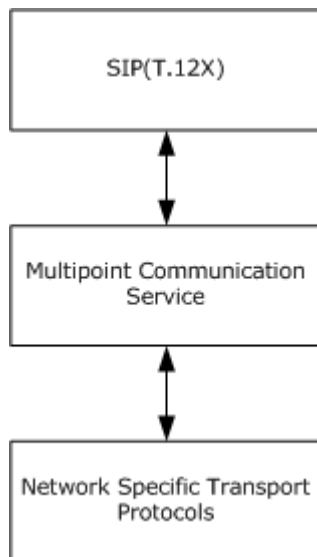 SIP(T.12X)
Multipoint Communication
Service
Network Specific Transport
Protocols